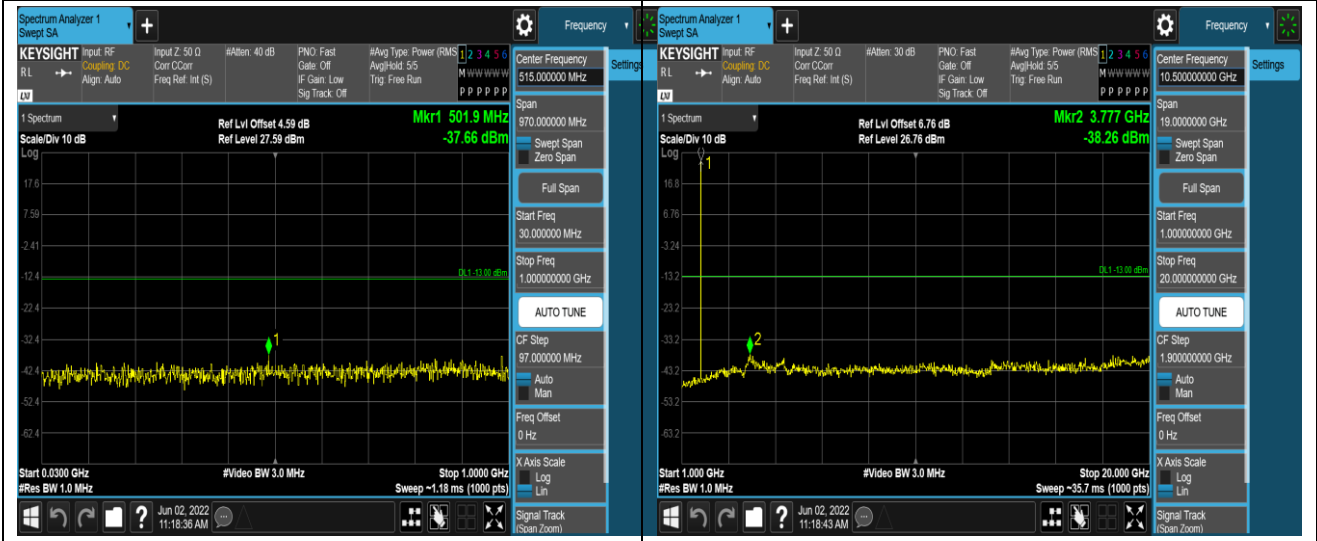 Spectrum Analyzer 1
Swept SA
+
Frequency
KEYSIGHT
RL
LXI
Input: RF
Coupling: DC
Align: Auto
Input Z: 50 Ω
Corr CCorr
Freq Ref: Int (S)
#Atten: 40 dB
PNO: Fast
Gate: Off
IF Gain: Low
Sig Track: Off
#Avg Type: Power (RMS
Avg|Hold: 5/5
Trig: Free Run
1 2 3 4 5 6
M W W W W W
P P P P P P
Center Frequency
515.000000 MHz
Settings
1 Spectrum
Scale/Div 10 dB
Log
Ref Lvl Offset 4.59 dB
Ref Level 27.59 dBm
Mkr1 501.9 MHz
-37.66 dBm
17.6
7.59
-2.41
-12.4
-22.4
-32.4
-42.4
-52.4
-62.4
DL1 -13.00 dBm
1
Start 0.0300 GHz
#Res BW 1.0 MHz
#Video BW 3.0 MHz
Stop 1.0000 GHz
Sweep ~1.18 ms (1000 pts)
Span
970.000000 MHz
Swept Span
Zero Span
Full Span
Start Freq
30.000000 MHz
Stop Freq
1.000000000 GHz
AUTO TUNE
CF Step
97.000000 MHz
Auto
Man
Freq Offset
0 Hz
X Axis Scale
Log
Lin
Signal Track
(Span Zoom)
?
Jun 02, 2022
11:18:36 AM
Spectrum Analyzer 1
Swept SA
+
Frequency
KEYSIGHT
RL
LXI
Input: RF
Coupling: DC
Align: Auto
Input Z: 50 Ω
Corr CCorr
Freq Ref: Int (S)
#Atten: 30 dB
PNO: Fast
Gate: Off
IF Gain: Low
Sig Track: Off
#Avg Type: Power (RMS
Avg|Hold: 5/5
Trig: Free Run
1 2 3 4 5 6
M W W W W W
P P P P P P
Center Frequency
10.500000000 GHz
Settings
1 Spectrum
Scale/Div 10 dB
Log
Ref Lvl Offset 6.76 dB
Ref Level 26.76 dBm
Mkr2 3.777 GHz
-38.26 dBm
16.8
6.76
-3.24
-13.2
-23.2
-33.2
-43.2
-53.2
-63.2
DL1 -13.00 dBm
1
2
Start 1.000 GHz
#Res BW 1.0 MHz
#Video BW 3.0 MHz
Stop 20.000 GHz
Sweep ~35.7 ms (1000 pts)
Span
19.0000000 GHz
Swept Span
Zero Span
Full Span
Start Freq
1.000000000 GHz
Stop Freq
20.000000000 GHz
AUTO TUNE
CF Step
1.900000000 GHz
Auto
Man
Freq Offset
0 Hz
X Axis Scale
Log
Lin
Signal Track
(Span Zoom)
?
Jun 02, 2022
11:18:43 AM